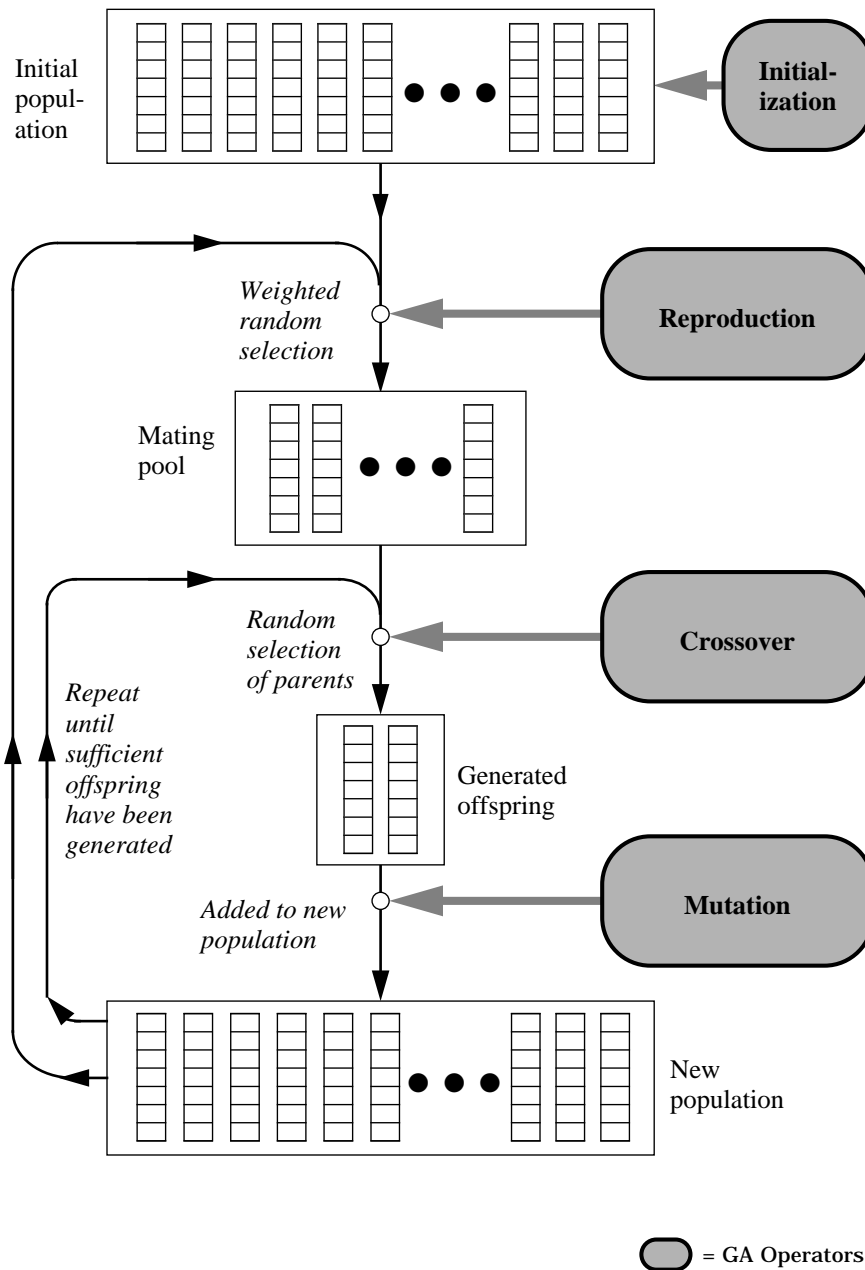 Initial
popul-
ation
Initial-
ization
Weighted
random
selection
Reproduction
Mating
pool
Random
selection
of parents
Crossover
Repeat
until
sufficient
offspring
have been
generated
Generated
offspring
Added to new
population
Mutation
New
population
= GA Operators